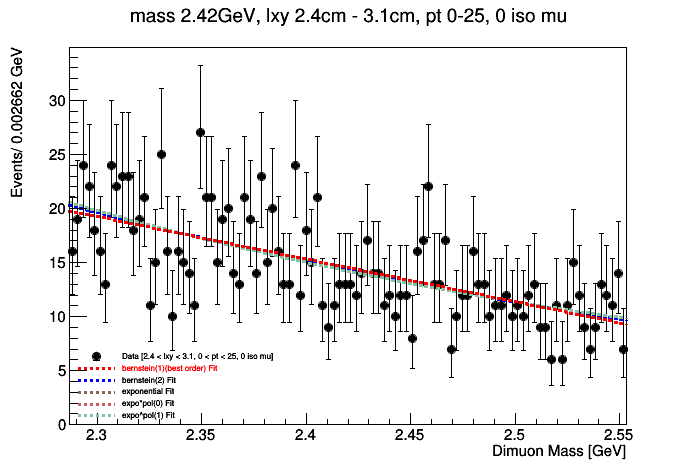 mass 2.42GeV, lxy 2.4cm - 3.1cm, pt 0-25, 0 iso mu
Events/ 0.002662 GeV
30
25
20
15
10
5
0
Data [2.4 < lxy < 3.1, 0 < pt < 25, 0 iso mu]
bernstein(1)(best order) Fit
bernstein(2) Fit
exponential Fit
expo*pol(0) Fit
expo*pol(1) Fit
2.3 2.35 2.4 2.45 2.5 2.55
Dimuon Mass [GeV]